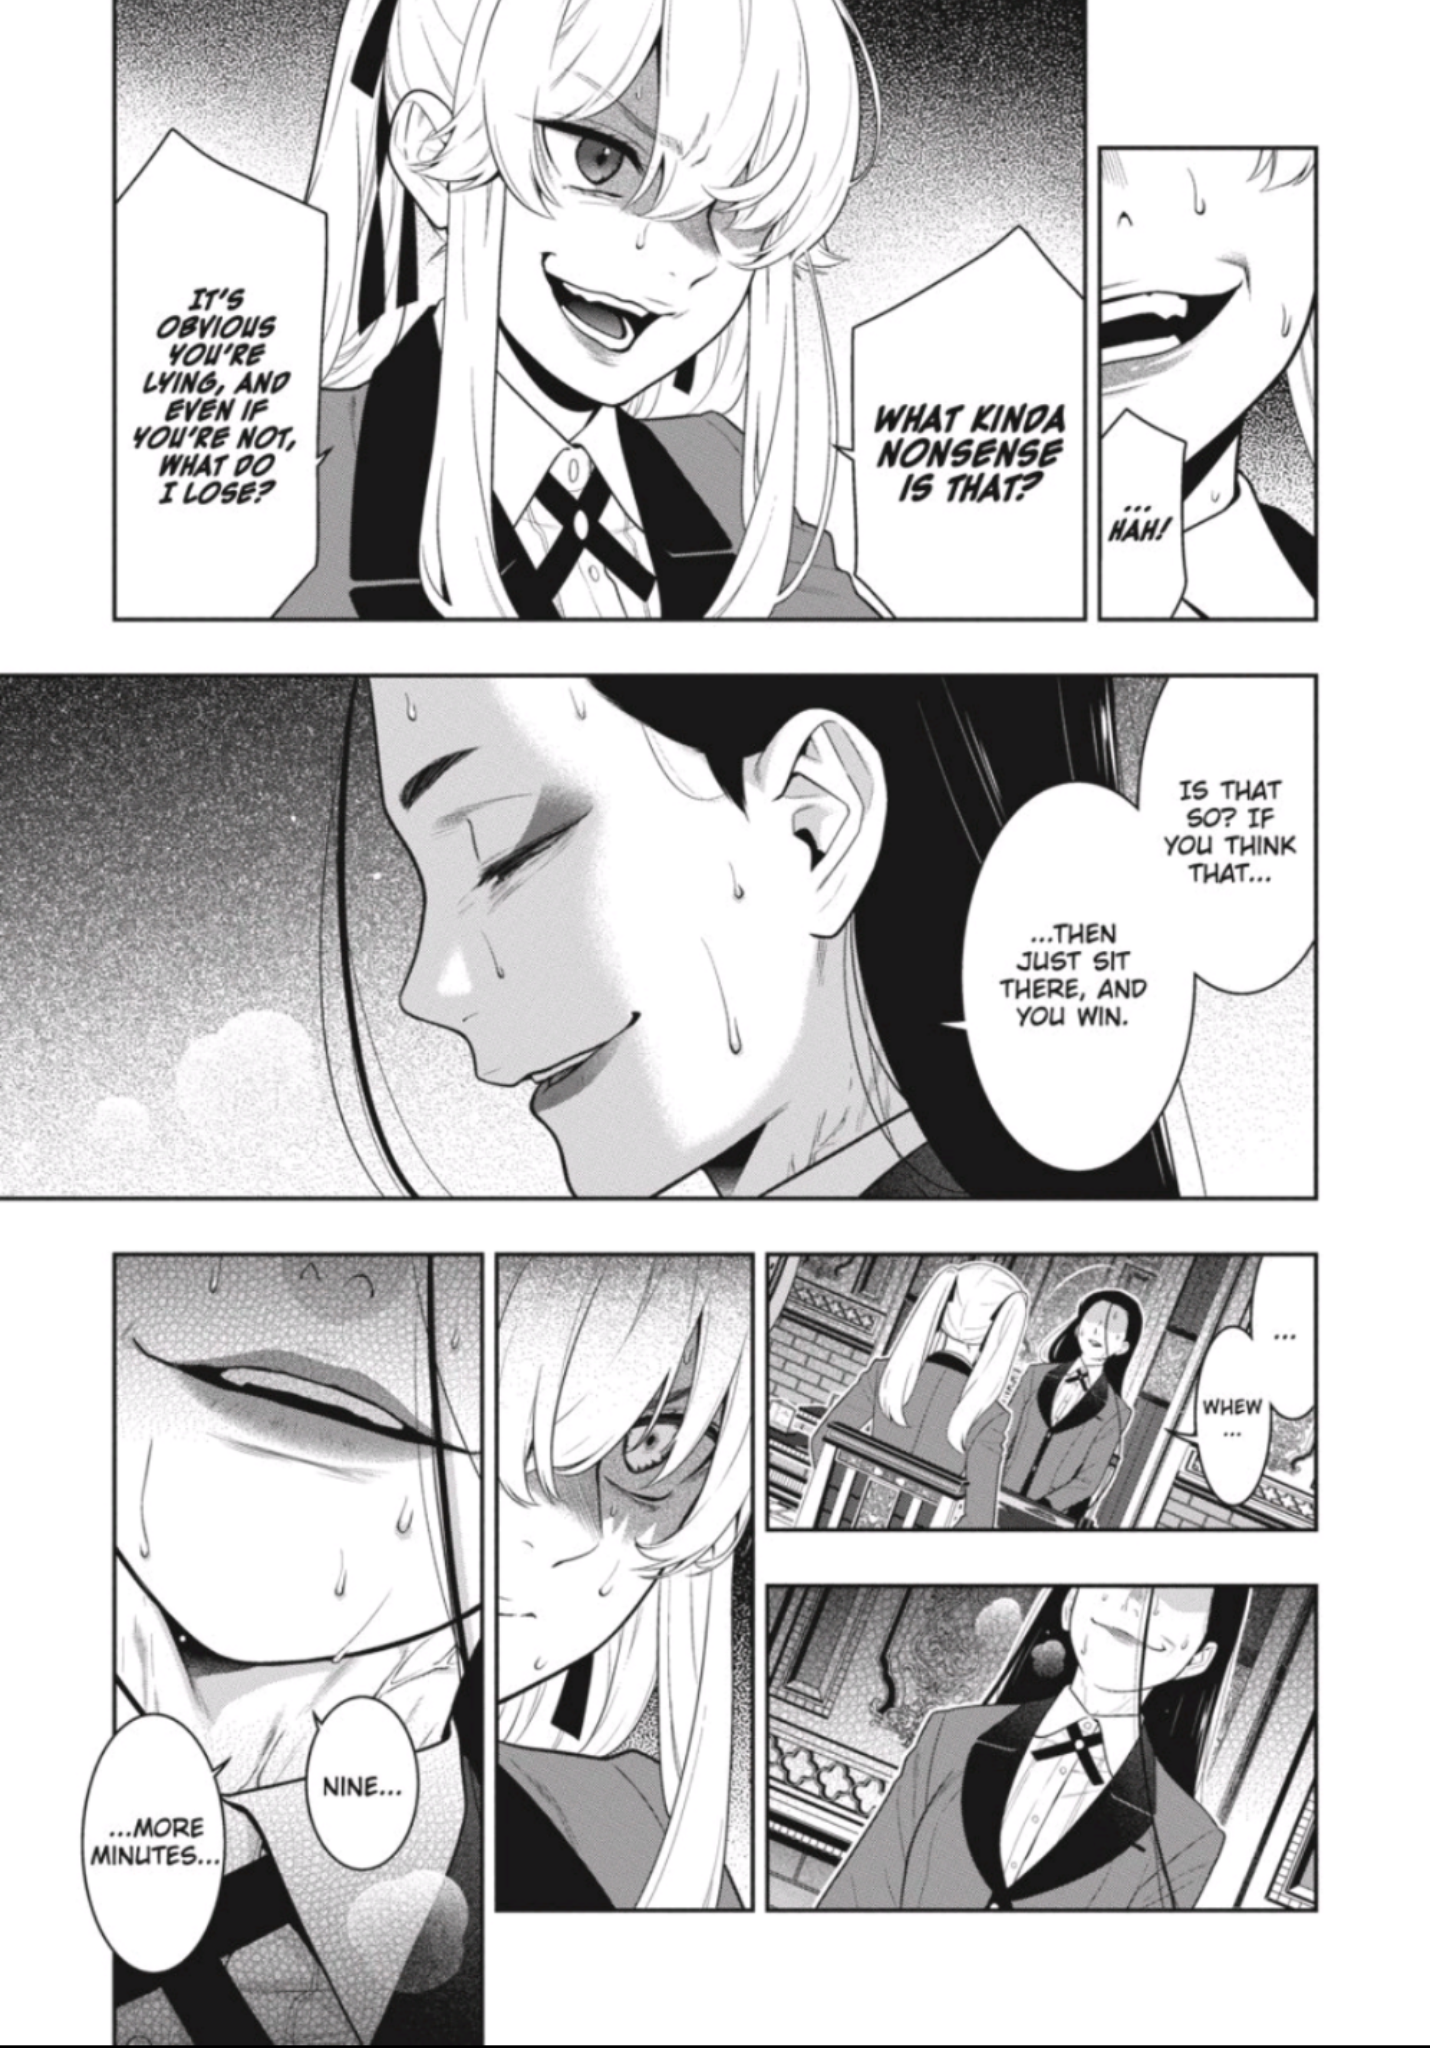 ...
HAH!
WHAT KINDA
NONSENSE
IS THAT?
IT'S
OBVIOUS
YOU'RE
LYING, AND
EVEN IF
YOU'RE NOT,
WHAT DO
I LOSE?
IS THAT
SO? IF
YOU THINK
THAT...
...THEN
JUST SIT
THERE, AND
YOU WIN.
...
WHEW
...
NINE...
...MORE
MINUTES...